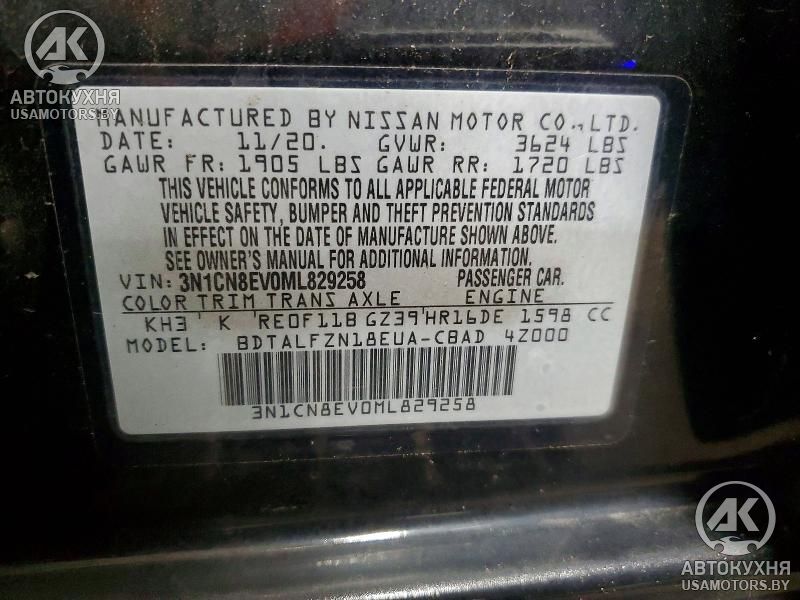 AK
АВТОКУХНЯ
USAMOTORS.BY
MANUFACTURED BY NISSAN MOTOR CO., LTD.
DATE: 11/20. GVWR: 3624 LBS
GAWR FR: 1905 LBS GAWR RR: 1720 LBS
THIS VEHICLE CONFORMS TO ALL APPLICABLE FEDERAL MOTOR
VEHICLE SAFETY, BUMPER AND THEFT PREVENTION STANDARDS
IN EFFECT ON THE DATE OF MANUFACTURE SHOWN ABOVE.
SEE OWNER'S MANUAL FOR ADDITIONAL INFORMATION.
VIN: 3N1CN8EV0ML829258 PASSENGER CAR.
COLOR TRIM TRANS AXLE ENGINE
KH3 K RE0F11B GZ39 HR16DE 1598 CC
MODEL: BDTALFZN18EUA-CBAD 4Z000
3N1CN8EV0ML829258
AK
АВТОКУХНЯ
USAMOTORS.BY